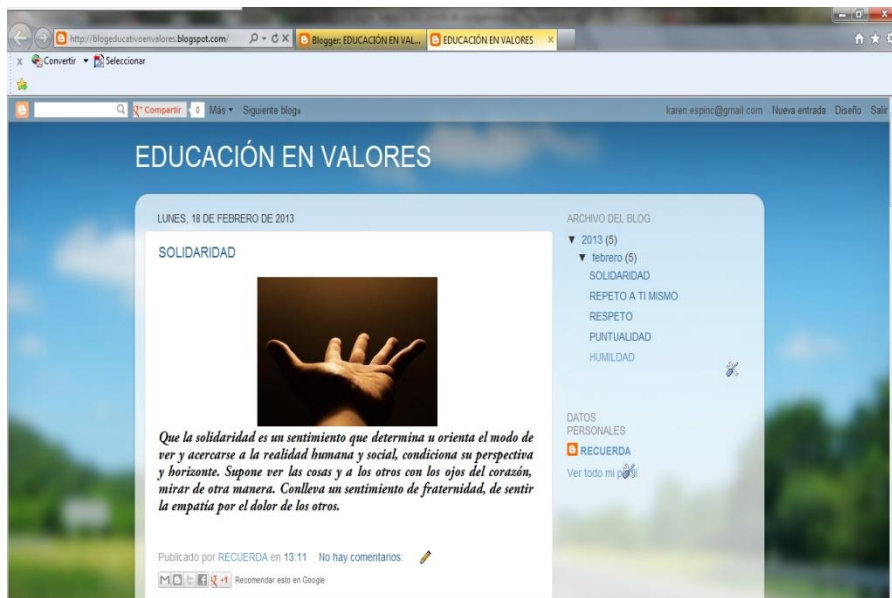 http://blogeducativoenvalores.blogspot.com/
Blogger: EDUCACIÓN EN VAL...
EDUCACIÓN EN VALORES
x Convertir Seleccionar
Compartir 0 Más Siguiente blog»
karen.espinc@gmail.com Nueva entrada Diseño Salir
EDUCACIÓN EN VALORES
LUNES, 18 DE FEBRERO DE 2013
SOLIDARIDAD
Que la solidaridad es un sentimiento que determina u orienta el modo de
ver y acercarse a la realidad humana y social, condiciona su perspectiva
y horizonte. Supone ver las cosas y a los otros con los ojos del corazón,
mirar de otra manera. Conlleva un sentimiento de fraternidad, de sentir
la empatía por el dolor de los otros.
Publicado por RECUERDA en 13:11 No hay comentarios:
+1 Recomendar esto en Google
ARCHIVO DEL BLOG
▼ 2013 (5)
▼ febrero (5)
SOLIDARIDAD
REPETO A TI MISMO
RESPETO
PUNTUALIDAD
HUMILDAD
DATOS
PERSONALES
RECUERDA
Ver todo mi